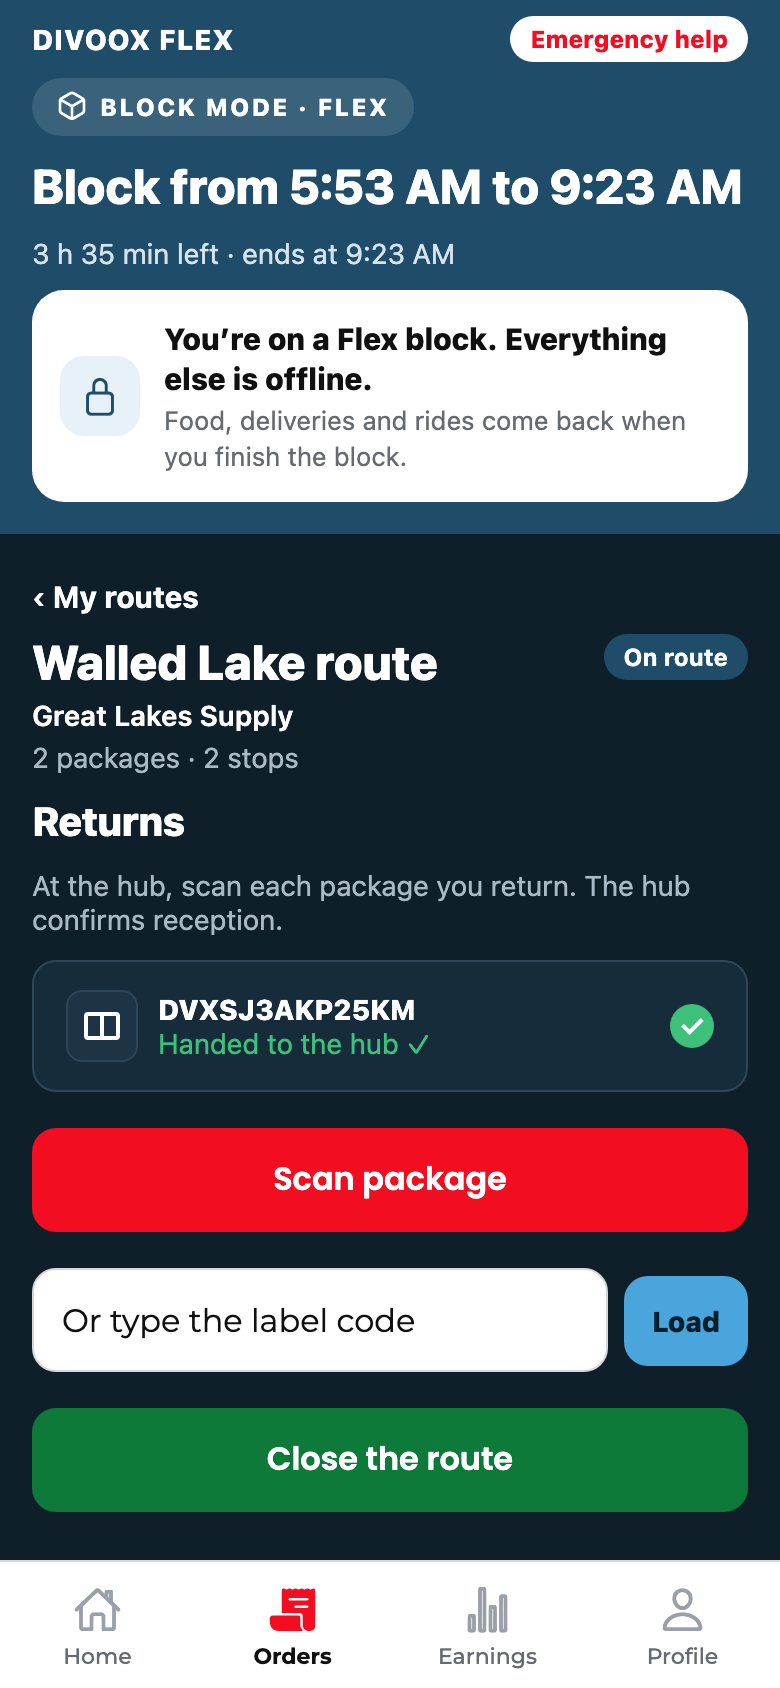 DIVOOX FLEX
Emergency help
BLOCK MODE · FLEX
Block from 5:53 AM to 9:23 AM
3 h 35 min left · ends at 9:23 AM
You’re on a Flex block. Everything
else is offline.
Food, deliveries and rides come back when
you finish the block.
‹ My routes
Walled Lake route
On route
Great Lakes Supply
2 packages · 2 stops
Returns
At the hub, scan each package you return. The hub
confirms reception.
DVXSJ3AKP25KM
Handed to the hub ✓
Scan package
Or type the label code
Load
Close the route
Home
Orders
Earnings
Profile